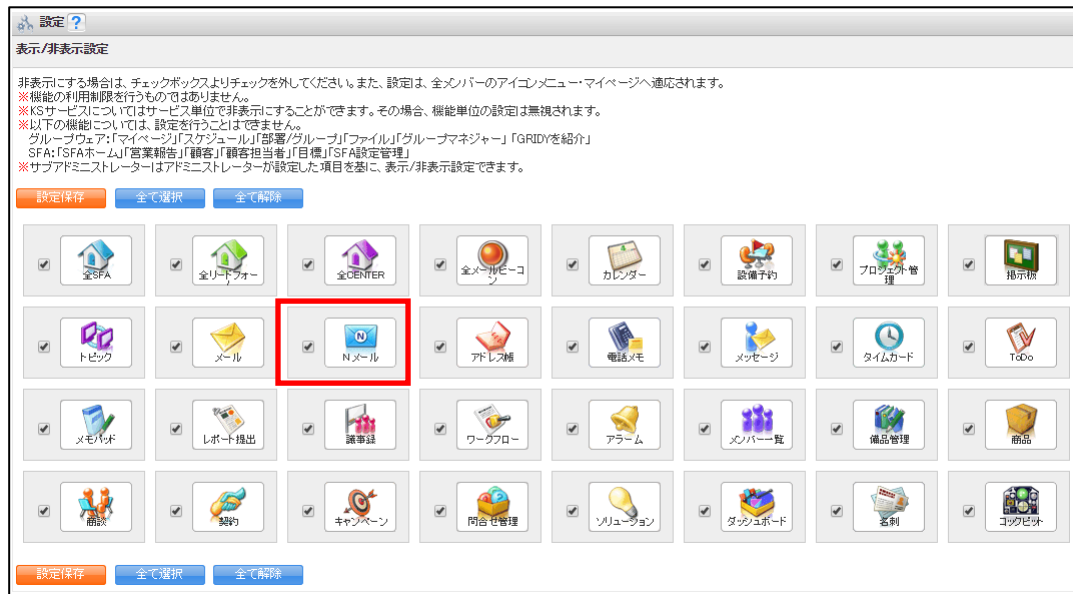 設定 ?
表示/非表示設定
非表示にする場合は、チェックボックスよりチェックを外してください。また、設定は、全メンバーのアイコンメニュー・マイページへ適応されます。
※機能の利用制限を行うものではありません。
※KSサービスについてはサービス単位で非表示にすることができます。その場合、機能単位の設定は無視されます。
※以下の機能については、設定を行うことはできません。
グループウェア:「マイページ」「スケジュール」「部署/グループ」「ファイル」「グループマネジャー」「GRIDYを紹介」
SFA:「SFAホーム」「営業報告」「顧客」「顧客担当者」「目標」「SFA設定管理」
※サブアドミニストレーターはアドミニストレーターが設定した項目を基に、表示/非表示設定できます。
設定保存 全て選択 全て解除
全SFA 全リードフォー 全CENTER 全メールビーコン カレンダー 設備予約 プロジェクト管理 掲示板
トピック メール Nメール アドレス帳 電話メモ メッセージ タイムカード ToDo
メモパッド レポート提出 議事録 ワークフロー アラーム メンバー一覧 備品管理 商品
商談 契約 キャンペーン 問合せ管理 ソリューション ダッシュボード 名刺 コックピット
設定保存 全て選択 全て解除